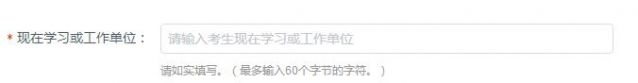 * 现在学习或工作单位： 请输入考生现在学习或工作单位
请如实填写。（最多输入60个字节的字符。）